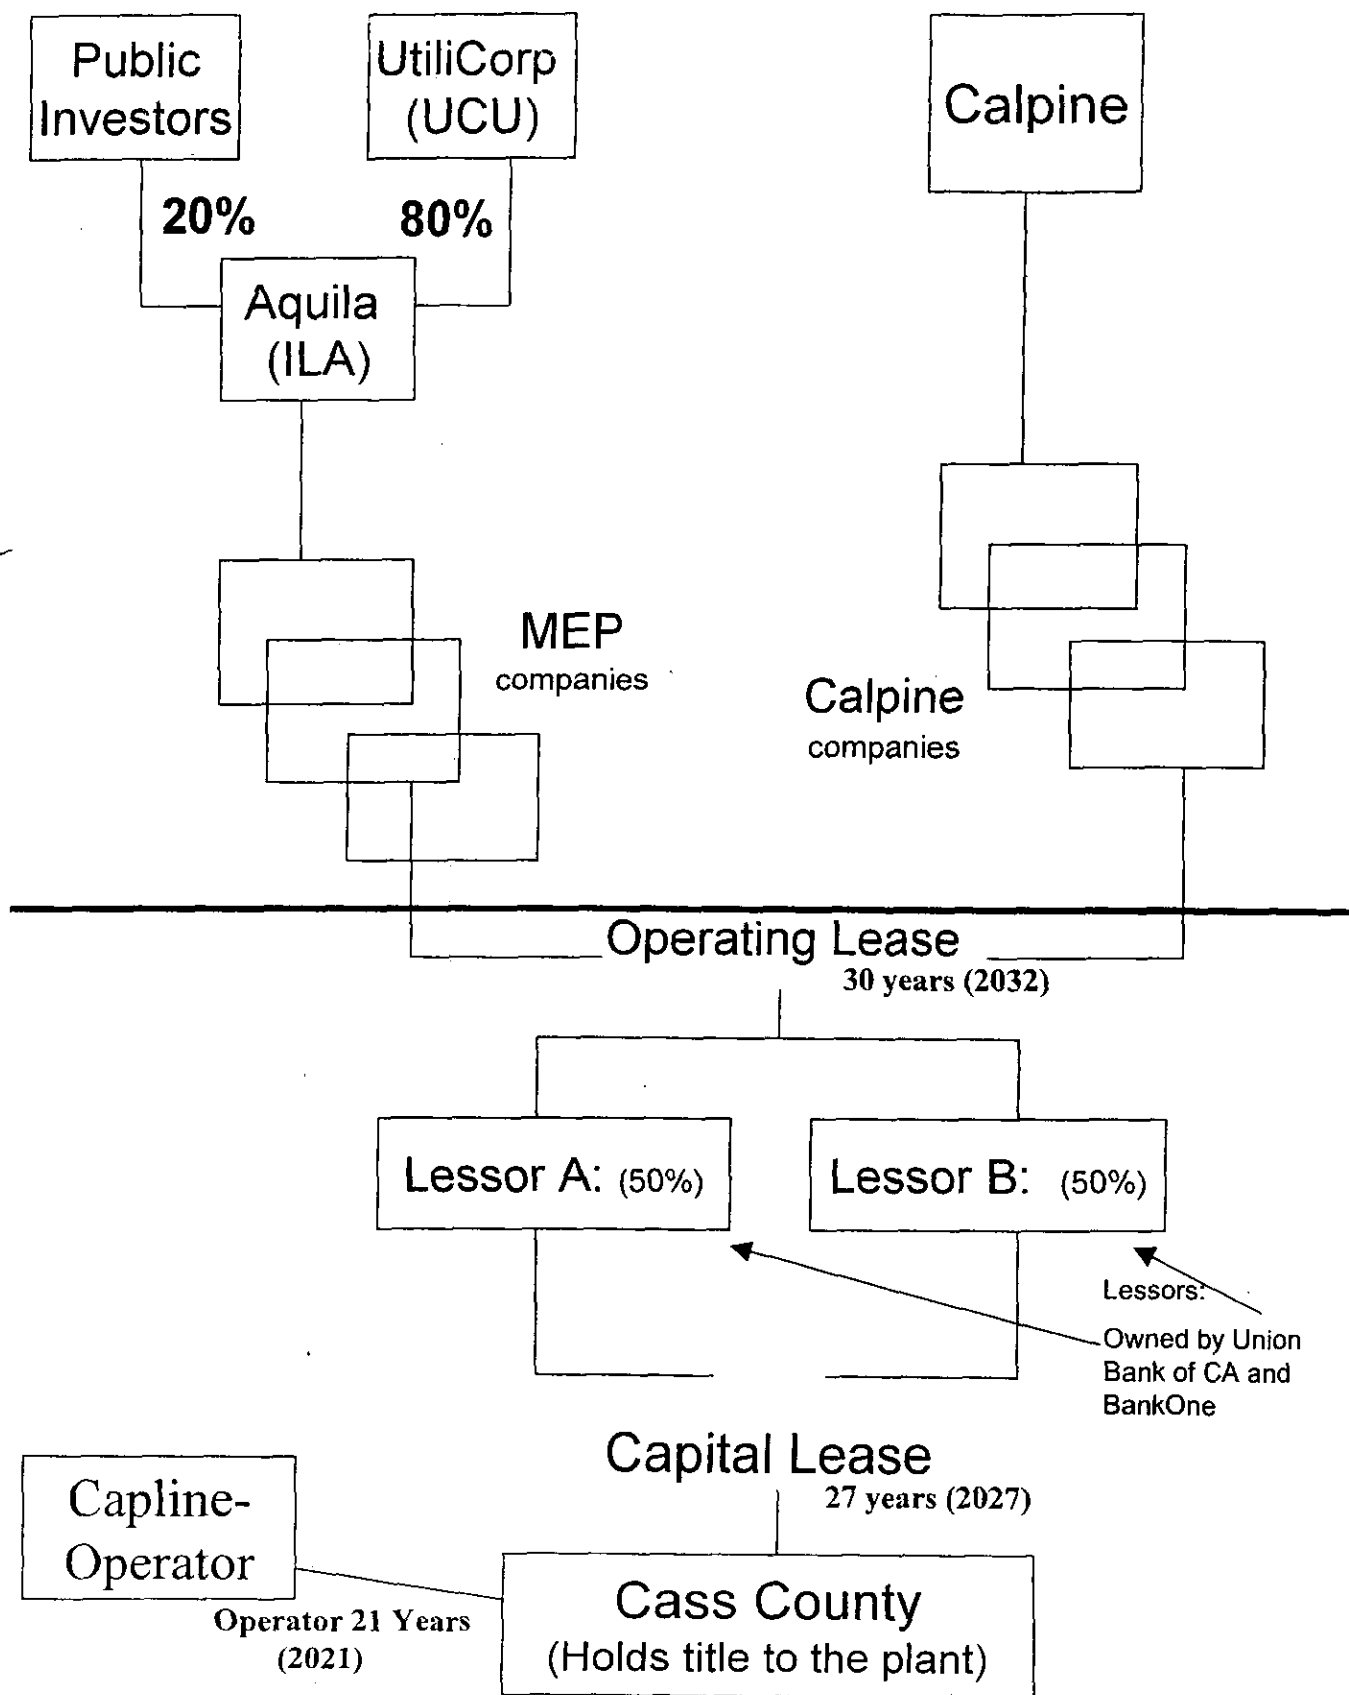 Public
Investors
UtiliCorp
(UCU)
Calpine
20%
80%
Aquila
(ILA)
MEP
companies
Calpine
companies
Operating Lease
30 years (2032)
Lessor A: (50%)
Lessor B: (50%)
Lessors:
Owned by Union
Bank of CA and
BankOne
Capital Lease
27 years (2027)
Capline-
Operator
Operator 21 Years
(2021)
Cass County
(Holds title to the plant)